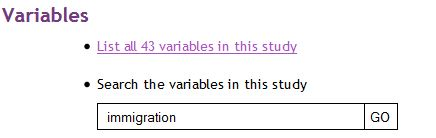 Variables
List all 43 variables in this study
Search the variables in this study
immigration GO